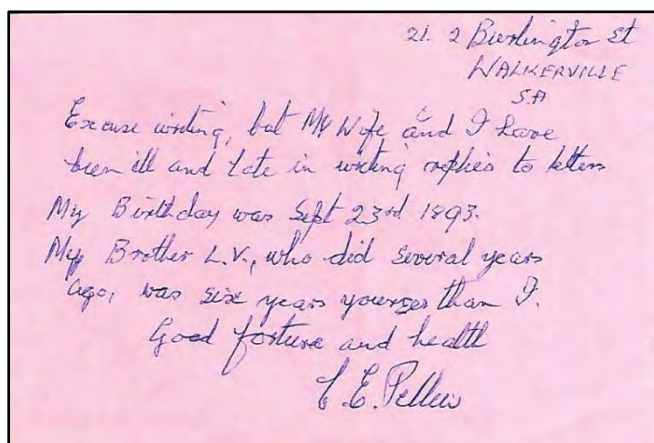 21. 2 Burlington St
WALKERVILLE
S.A
Excuse writing, but My Wife and I have
been ill and late in writing replies to letters
My Birthday was Sept 23rd 1893.
My Brother L.V., who did several years
ago, was six years younger than I.
Good fortune and health
C.E. Pellew